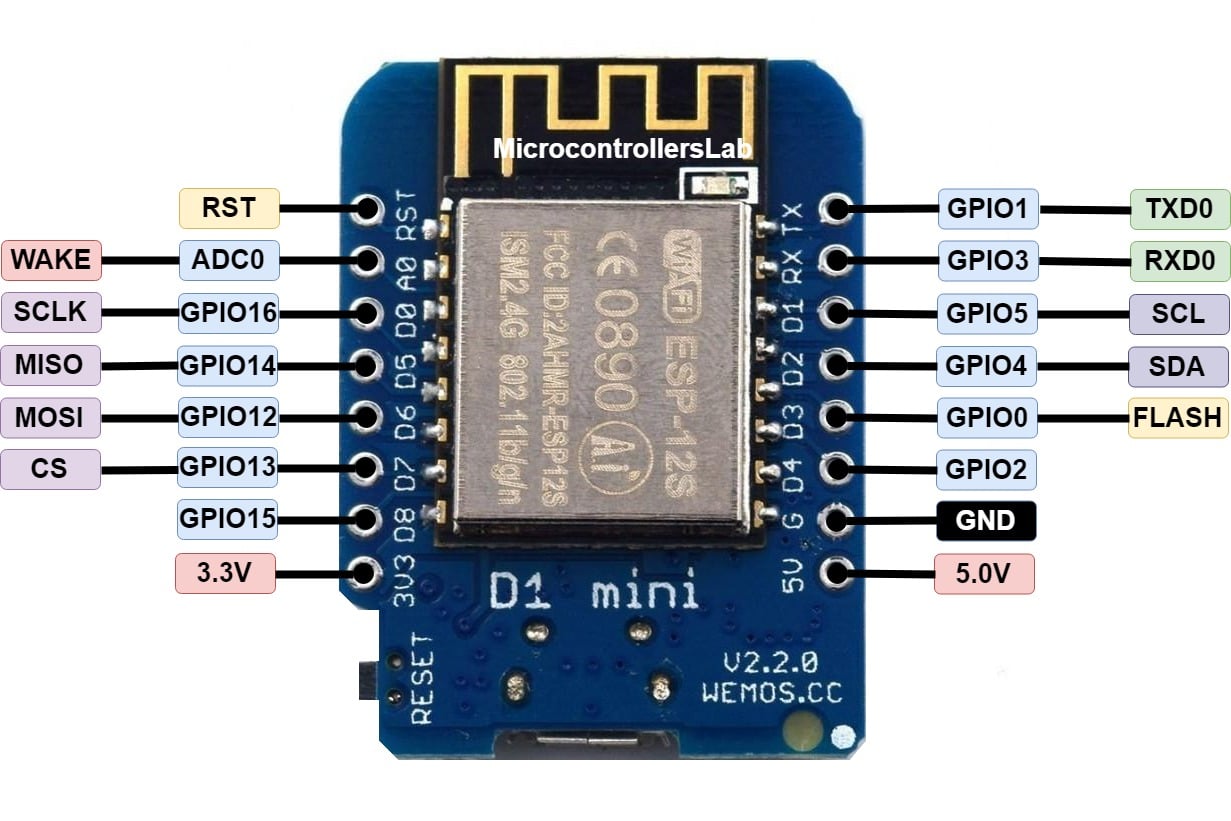 MicrocontrollersLab
RST
WAKE ADC0
SCLK GPIO16
MISO GPIO14
MOSI GPIO12
CS GPIO13
GPIO15
3.3V
RST
A0
D0
D5
D6
D7
D8
3V3
WiFi ESP-12S
CE 0890 Ai
FCC ID:2AHMR-ESP12S
ISM2.4G 802.11b/g/n
TX
RX
D1
D2
D3
D4
G
5V
GPIO1 TXD0
GPIO3 RXD0
GPIO5 SCL
GPIO4 SDA
GPIO0 FLASH
GPIO2
GND
5.0V
D1 mini
RESET
V2.2.0
WEMOS.CC